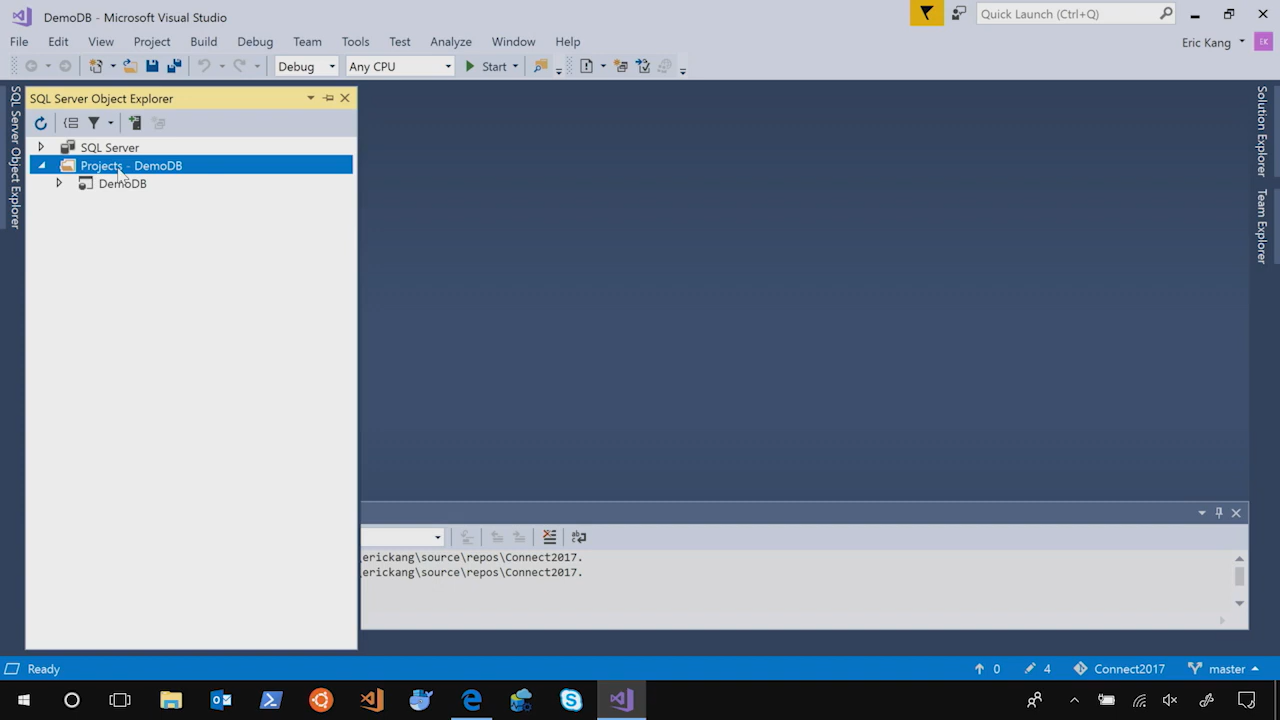 DemoDB - Microsoft Visual Studio
Quick Launch (Ctrl+Q)
File Edit View Project Build Debug Team Tools Test Analyze Window Help
Eric Kang EK
Debug Any CPU Start
SQL Server Object Explorer
SQL Server Object Explorer
SQL Server
Projects - DemoDB
DemoDB
Solution Explorer
Team Explorer
erickang\source\repos\Connect2017.
erickang\source\repos\Connect2017.
Ready 0 4 Connect2017 master